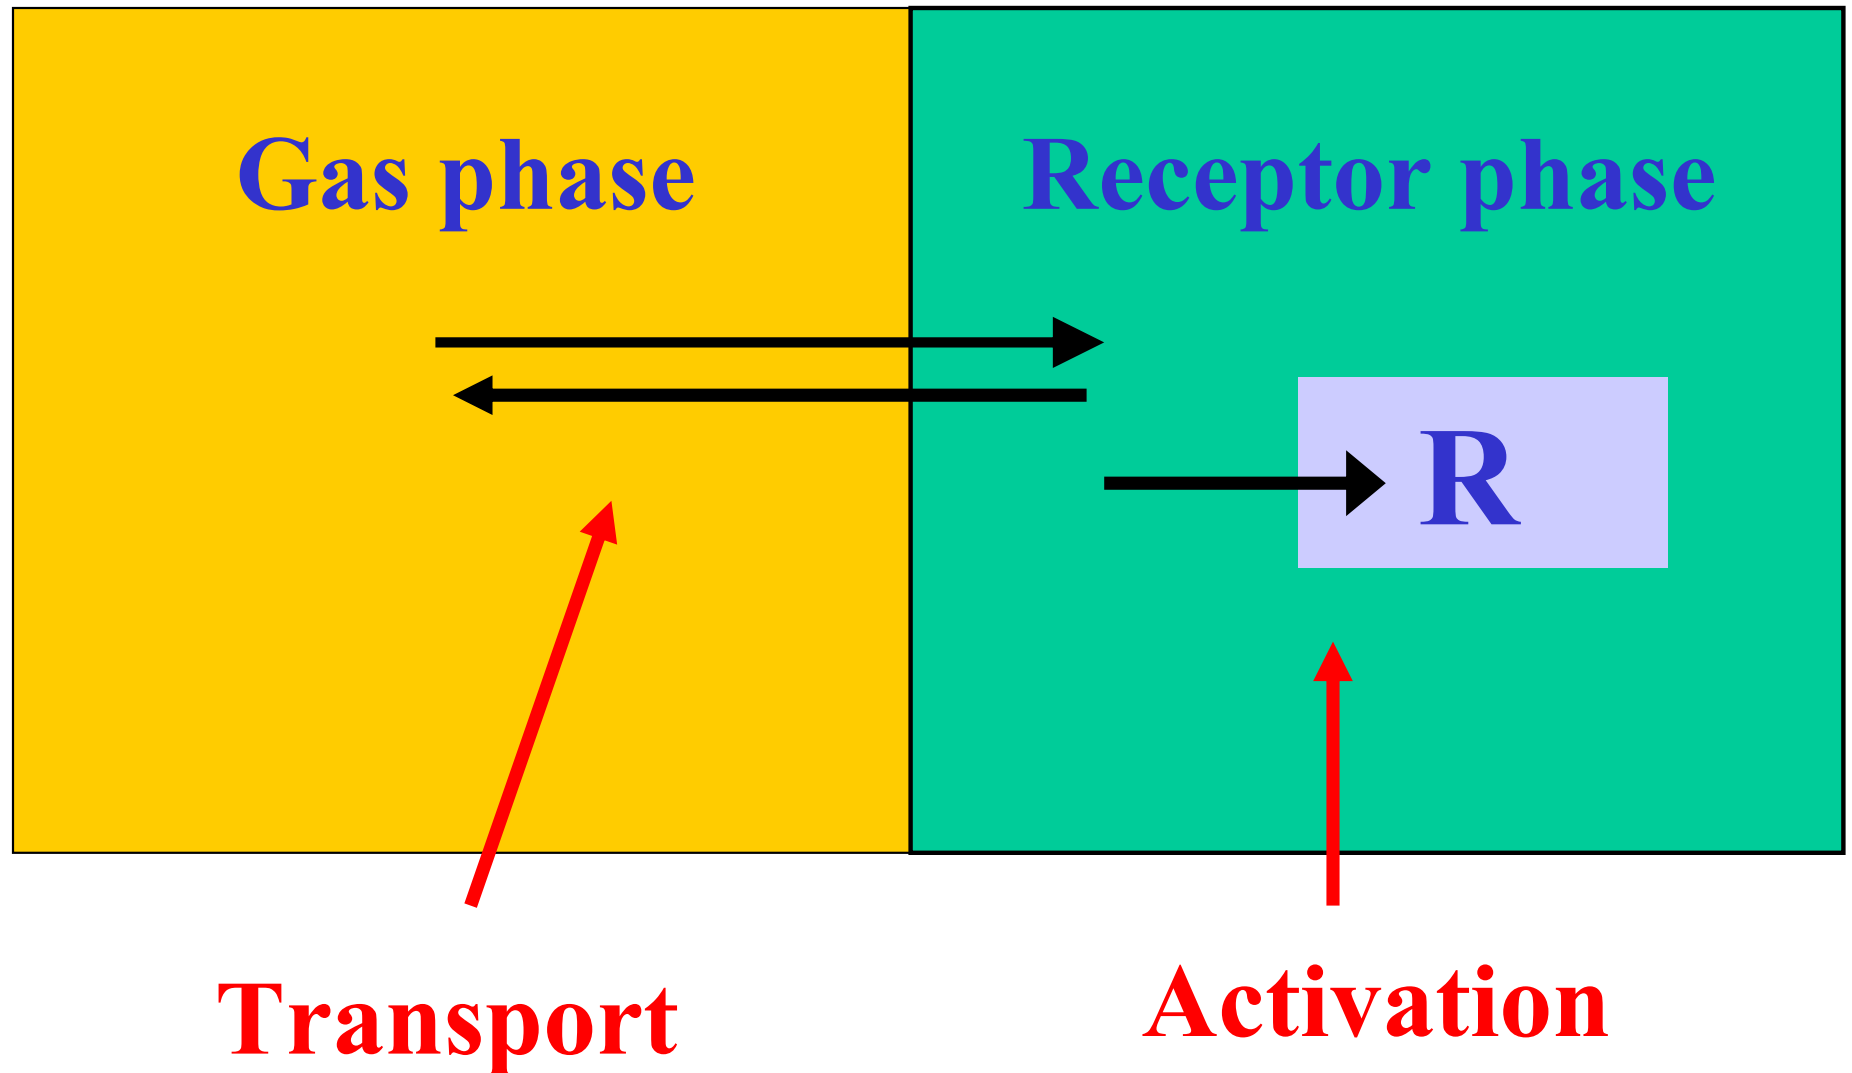 Gas phase
Receptor phase
R
Transport
Activation